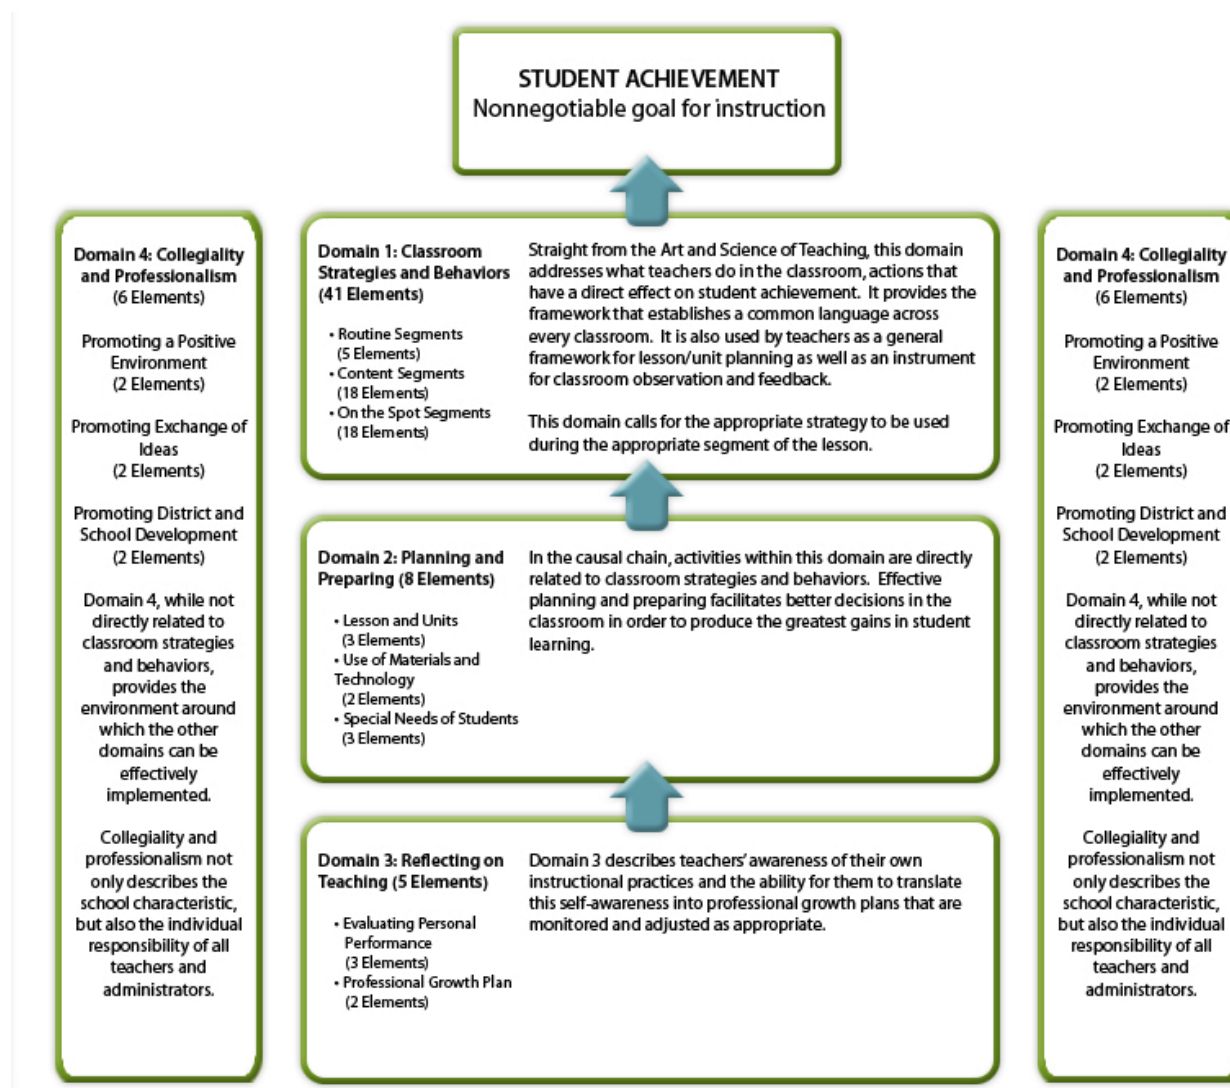 STUDENT ACHIEVEMENT
Nonnegotiable goal for instruction
Domain 4: Collegiality
and Professionalism
(6 Elements)
Promoting a Positive
Environment
(2 Elements)
Promoting Exchange of
Ideas
(2 Elements)
Promoting District and
School Development
(2 Elements)
Domain 4, while not
directly related to
classroom strategies
and behaviors,
provides the
environment around
which the other
domains can be
effectively
implemented.
Collegiality and
professionalism not
only describes the
school characteristic,
but also the individual
responsibility of all
teachers and
administrators.
Domain 1: Classroom
Strategies and Behaviors
(41 Elements)
• Routine Segments
(5 Elements)
• Content Segments
(18 Elements)
• On the Spot Segments
(18 Elements)
Straight from the Art and Science of Teaching, this domain
addresses what teachers do in the classroom, actions that
have a direct effect on student achievement.  It provides the
framework that establishes a common language across
every classroom.  It is also used by teachers as a general
framework for lesson/unit planning as well as an instrument
for classroom observation and feedback.
This domain calls for the appropriate strategy to be used
during the appropriate segment of the lesson.
Domain 2: Planning and
Preparing (8 Elements)
• Lesson and Units
(3 Elements)
• Use of Materials and
Technology
(2 Elements)
• Special Needs of Students
(3 Elements)
In the causal chain, activities within this domain are directly
related to classroom strategies and behaviors.  Effective
planning and preparing facilitates better decisions in the
classroom in order to produce the greatest gains in student
learning.
Domain 3: Reflecting on
Teaching (5 Elements)
• Evaluating Personal
Performance
(3 Elements)
• Professional Growth Plan
(2 Elements)
Domain 3 describes teachers' awareness of their own
instructional practices and the ability for them to translate
this self-awareness into professional growth plans that are
monitored and adjusted as appropriate.
Domain 4: Collegiality
and Professionalism
(6 Elements)
Promoting a Positive
Environment
(2 Elements)
Promoting Exchange of
Ideas
(2 Elements)
Promoting District and
School Development
(2 Elements)
Domain 4, while not
directly related to
classroom strategies
and behaviors,
provides the
environment around
which the other
domains can be
effectively
implemented.
Collegiality and
professionalism not
only describes the
school characteristic,
but also the individual
responsibility of all
teachers and
administrators.